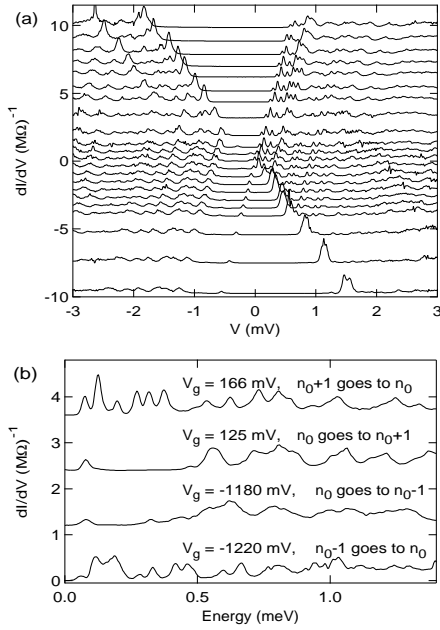 (a)
dI/dV (MΩ)⁻¹
10
5
0
-5
-10
-3 -2 -1 0 1 2 3
V (mV)
(b)
dI/dV (MΩ)⁻¹
4
3
2
1
0
V_g = 166 mV, n₀+1 goes to n₀
V_g = 125 mV, n₀ goes to n₀+1
V_g = -1180 mV, n₀ goes to n₀-1
V_g = -1220 mV, n₀-1 goes to n₀
0.0 0.5 1.0
Energy (meV)